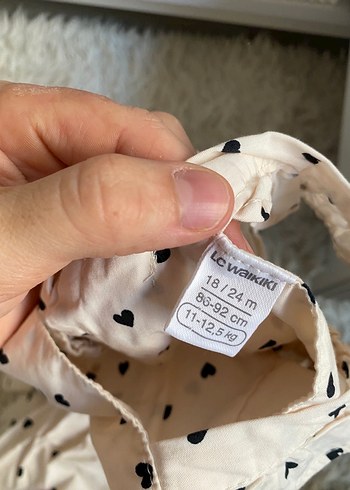 LC WAIKIKI
18 / 24 m
86-92 cm
11-12,5 kg